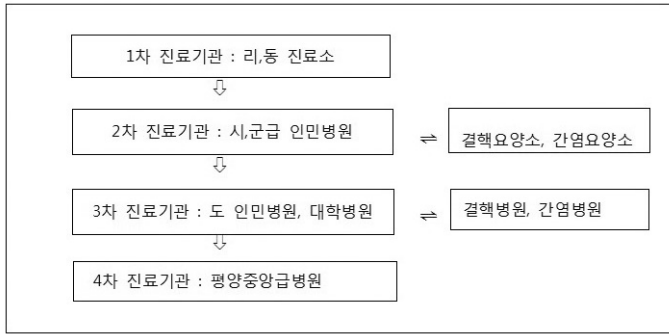 1차 진료기관 : 리,동 진료소
⇩
2차 진료기관 : 시,군급 인민병원 ⇌ 결핵요양소, 간염요양소
⇩
3차 진료기관 : 도 인민병원, 대학병원 ⇌ 결핵병원, 간염병원
⇩
4차 진료기관 : 평양중앙급병원